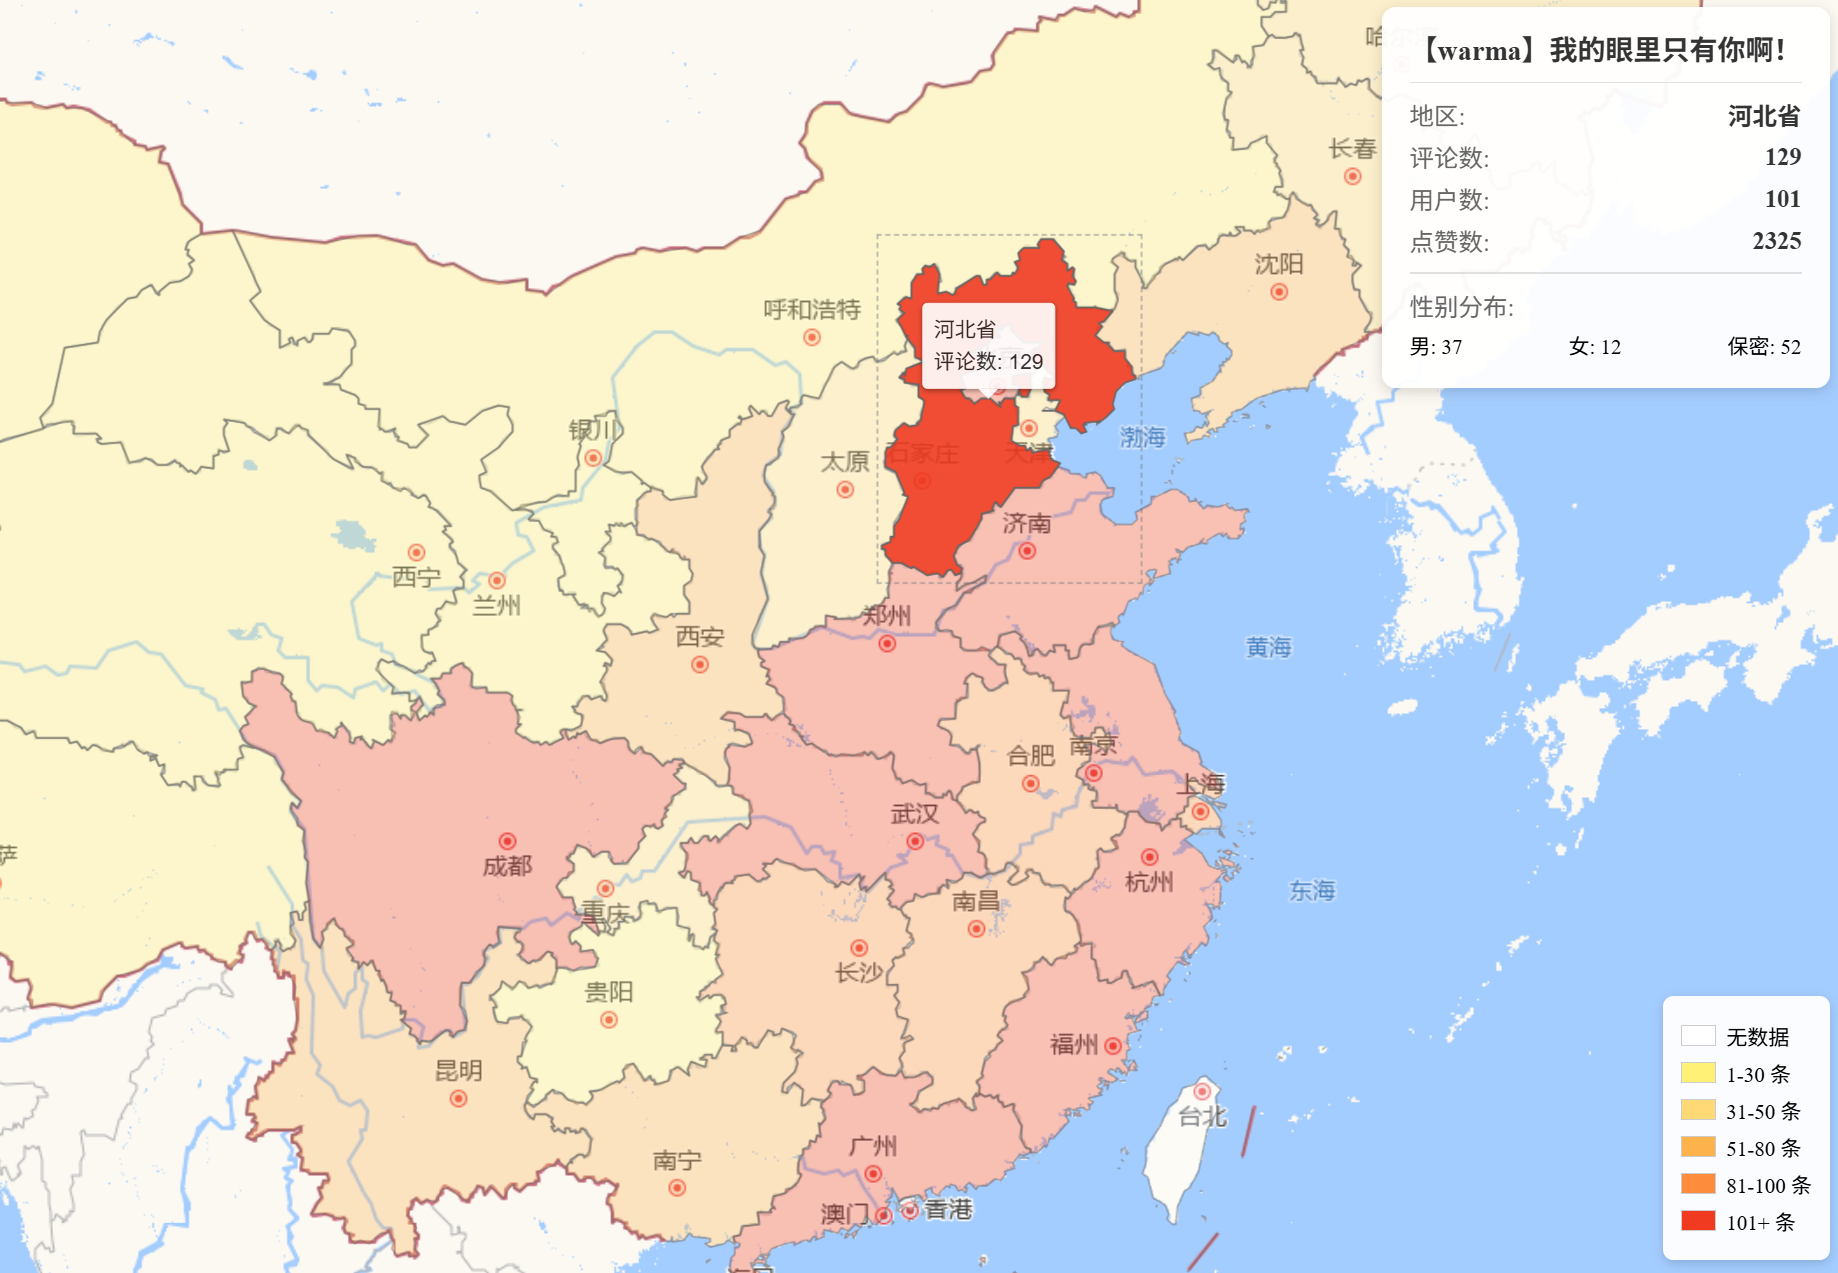 【warma】我的眼里只有你啊！
地区: 河北省
评论数: 129
用户数: 101
点赞数: 2325
性别分布:
男: 37 女: 12 保密: 52
长春
沈阳
呼和浩特
河北省
评论数: 129
银川
太原
石家庄
天津
渤海
济南
西宁
兰州
郑州
西安
黄海
合肥
南京
上海
武汉
成都
杭州
重庆
南昌
东海
长沙
贵阳
福州
昆明
台北
广州
南宁
澳门
香港
萨
无数据
1-30 条
31-50 条
51-80 条
81-100 条
101+ 条